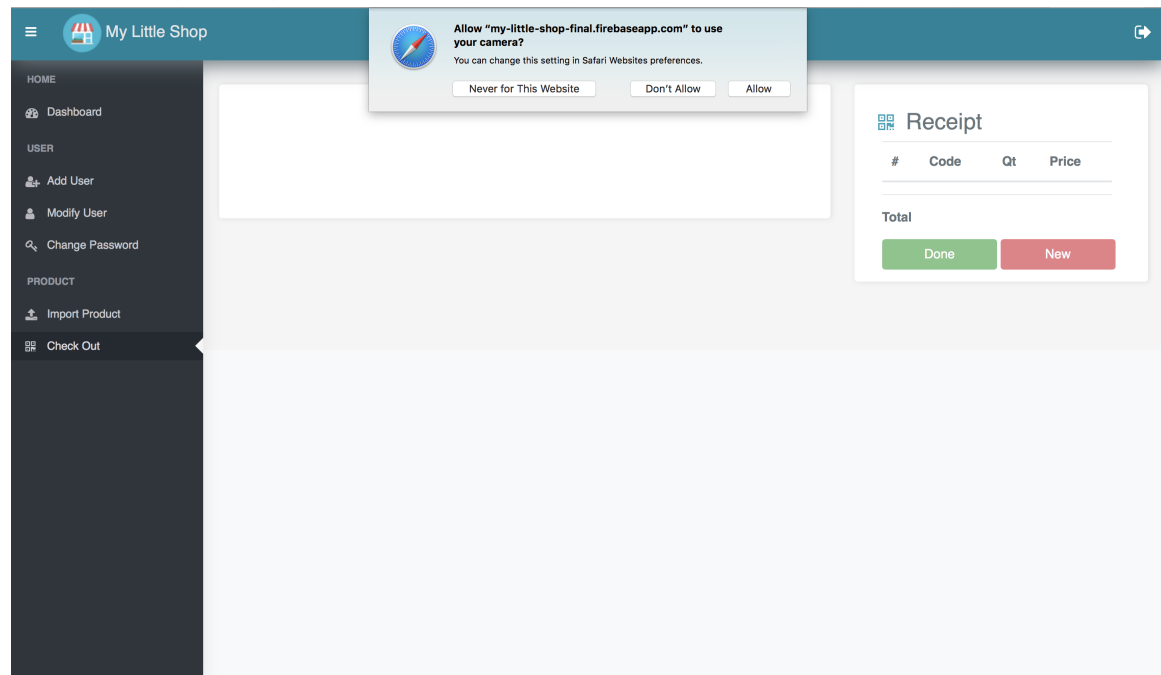 My Little Shop
Allow “my-little-shop-final.firebaseapp.com” to use
your camera?
You can change this setting in Safari Websites preferences.
Never for This Website
Don’t Allow
Allow
HOME
Dashboard
USER
Add User
Modify User
Change Password
PRODUCT
Import Product
Check Out
Receipt
# Code Qt Price
Total
Done
New